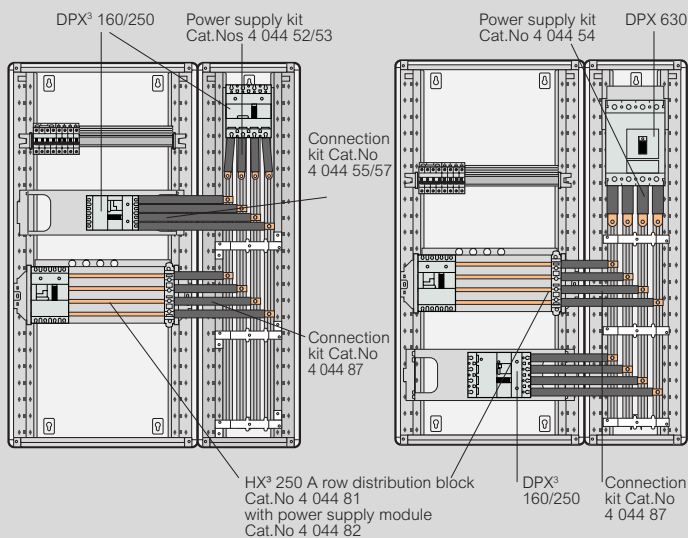 DPX³ 160/250
Power supply kit
Cat.Nos 4 044 52/53
Connection
kit Cat.No
4 044 55/57
Connection
kit Cat.No
4 044 87
Power supply kit
Cat.No 4 044 54
DPX 630
HX³ 250 A row distribution block
Cat.No 4 044 81
with power supply module
Cat.No 4 044 82
DPX³
160/250
Connection
kit Cat.No
4 044 87